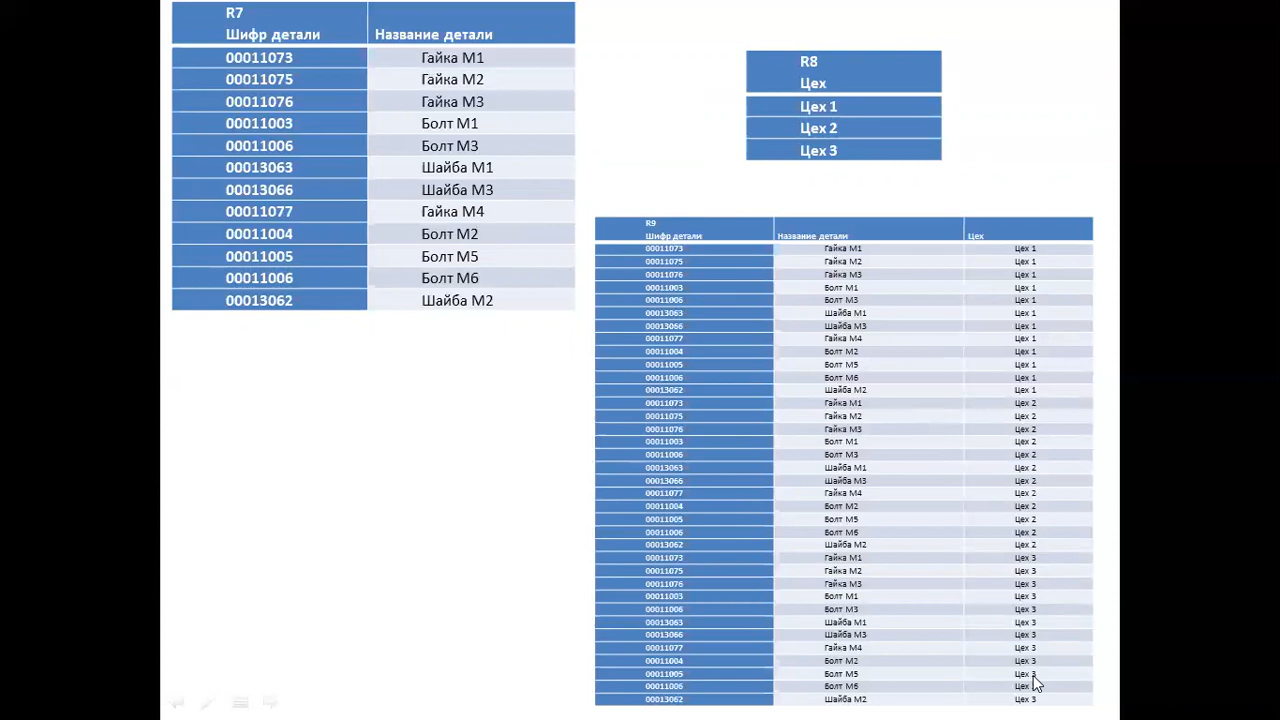 R7
Шифр детали Название детали
00011073 Гайка М1
00011075 Гайка М2
00011076 Гайка М3
00011003 Болт М1
00011006 Болт М3
00013063 Шайба М1
00013066 Шайба М3
00011077 Гайка М4
00011004 Болт М2
00011005 Болт М5
00011006 Болт М6
00013062 Шайба М2
R8
Цех
Цех 1
Цех 2
Цех 3
R9
Шифр детали Название детали Цех
00011073 Гайка М1 Цех 1
00011075 Гайка М2 Цех 1
00011076 Гайка М3 Цех 1
00011003 Болт М1 Цех 1
00011006 Болт М3 Цех 1
00013063 Шайба М1 Цех 1
00013066 Шайба М3 Цех 1
00011077 Гайка М4 Цех 1
00011004 Болт М2 Цех 1
00011005 Болт М5 Цех 1
00011006 Болт М6 Цех 1
00013062 Шайба М2 Цех 1
00011073 Гайка М1 Цех 2
00011075 Гайка М2 Цех 2
00011076 Гайка М3 Цех 2
00011003 Болт М1 Цех 2
00011006 Болт М3 Цех 2
00013063 Шайба М1 Цех 2
00013066 Шайба М3 Цех 2
00011077 Гайка М4 Цех 2
00011004 Болт М2 Цех 2
00011005 Болт М5 Цех 2
00011006 Болт М6 Цех 2
00013062 Шайба М2 Цех 2
00011073 Гайка М1 Цех 3
00011075 Гайка М2 Цех 3
00011076 Гайка М3 Цех 3
00011003 Болт М1 Цех 3
00011006 Болт М3 Цех 3
00013063 Шайба М1 Цех 3
00013066 Шайба М3 Цех 3
00011077 Гайка М4 Цех 3
00011004 Болт М2 Цех 3
00011005 Болт М5 Цех 3
00011006 Болт М6 Цех
00013062 Шайба М2 Цех 3